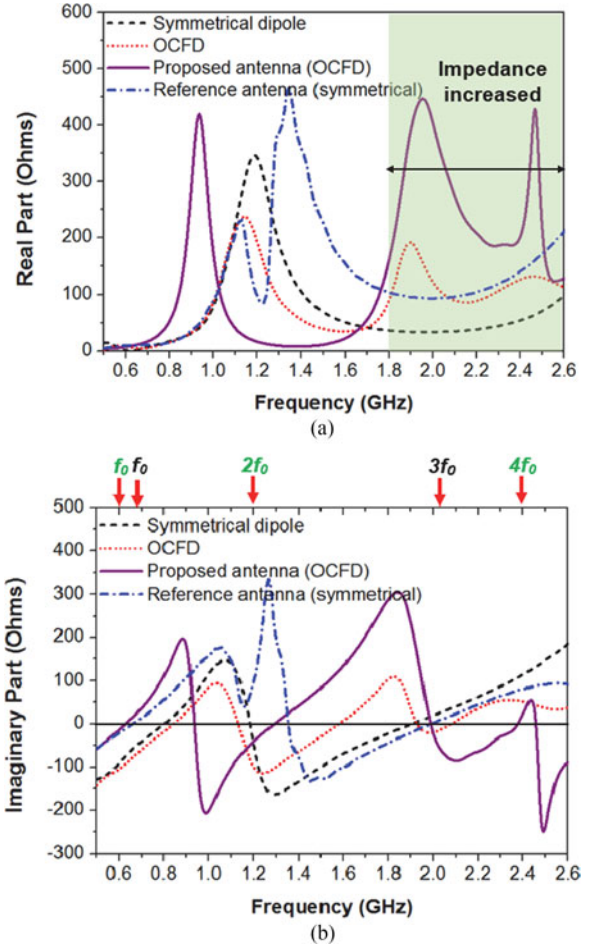 600
500
400
300
200
100
0
Real Part (Ohms)
Symmetrical dipole
OCFD
Proposed antenna (OCFD)
Reference antenna (symmetrical)
Impedance
increased
0.6 0.8 1.0 1.2 1.4 1.6 1.8 2.0 2.2 2.4 2.6
Frequency (GHz)
(a)
f₀ f₀ 2f₀ 3f₀ 4f₀
500
400
300
200
100
0
-100
-200
-300
Imaginary Part (Ohms)
Symmetrical dipole
OCFD
Proposed antenna (OCFD)
Reference antenna (symmetrical)
0.6 0.8 1.0 1.2 1.4 1.6 1.8 2.0 2.2 2.4 2.6
Frequency (GHz)
(b)